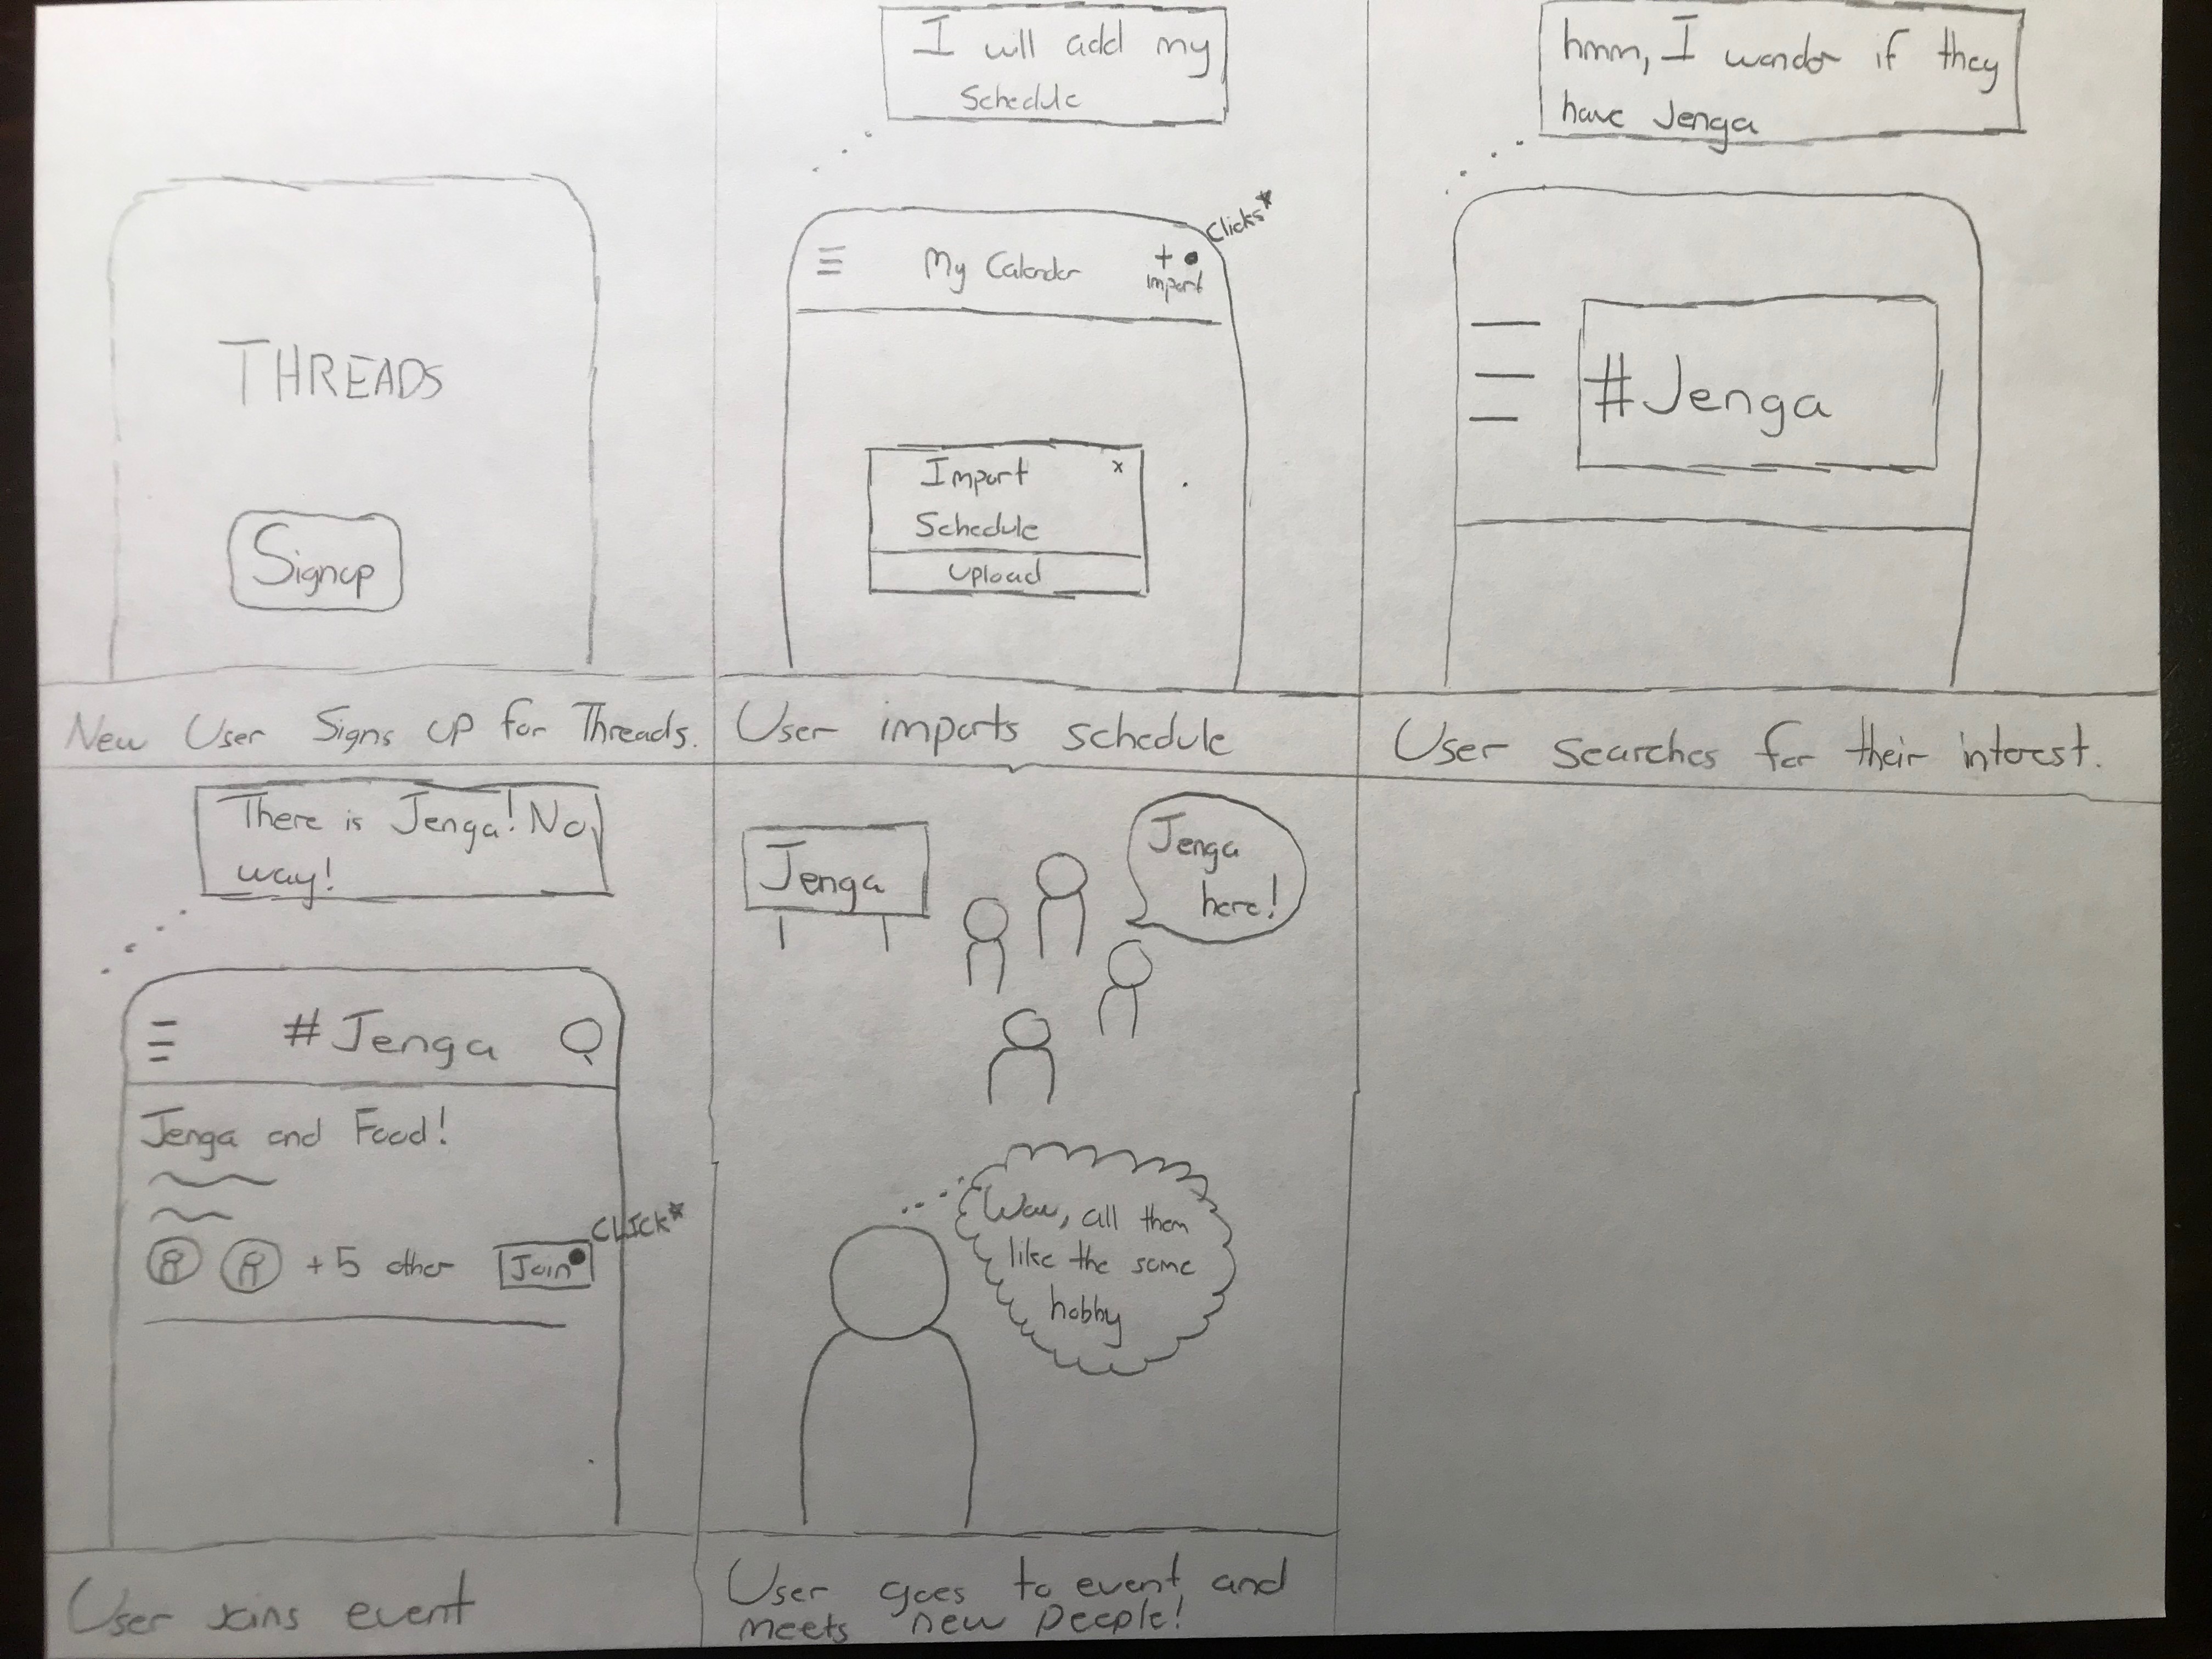 THREADS
Signup
New User Signs up for Threads.
I will add my
Schedule
clicks*
My Calendar
+
import
Import x
Schedule
upload
User imports schedule
hmm, I wonder if they
have Jenga
#Jenga
User Searches for their interest.
There is Jenga! No
way!
#Jenga
Jenga and Food!
+5 other
Join
CLICK*
User joins event
Jenga
Jenga
here!
Wow, all them
like the same
hobby
User goes to event and
meets new people!